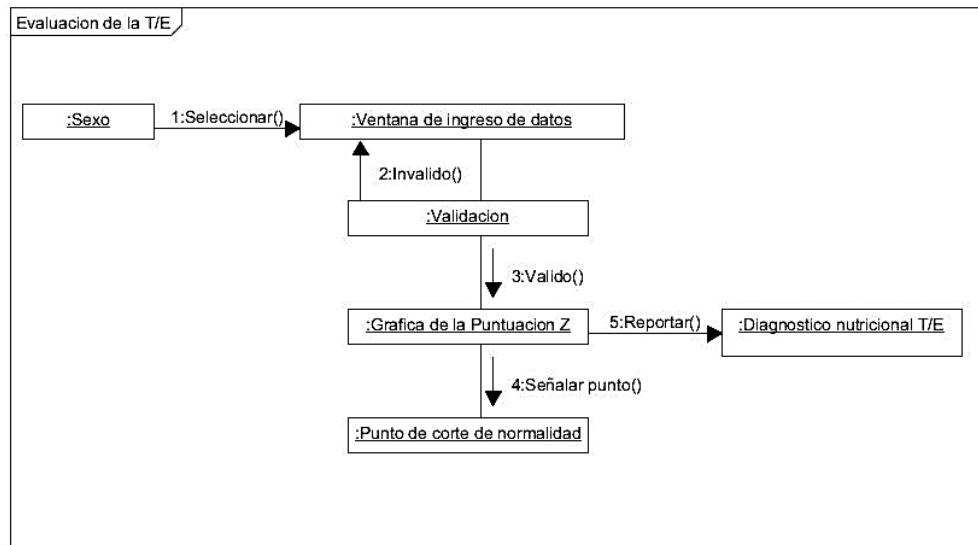 Evaluacion de la T/E
:Sexo
1:Seleccionar()
:Ventana de ingreso de datos
2:Invalido()
:Validacion
3:Valido()
:Grafica de la Puntuacion Z
5:Reportar()
:Diagnostico nutricional T/E
4:Señalar punto()
:Punto de corte de normalidad